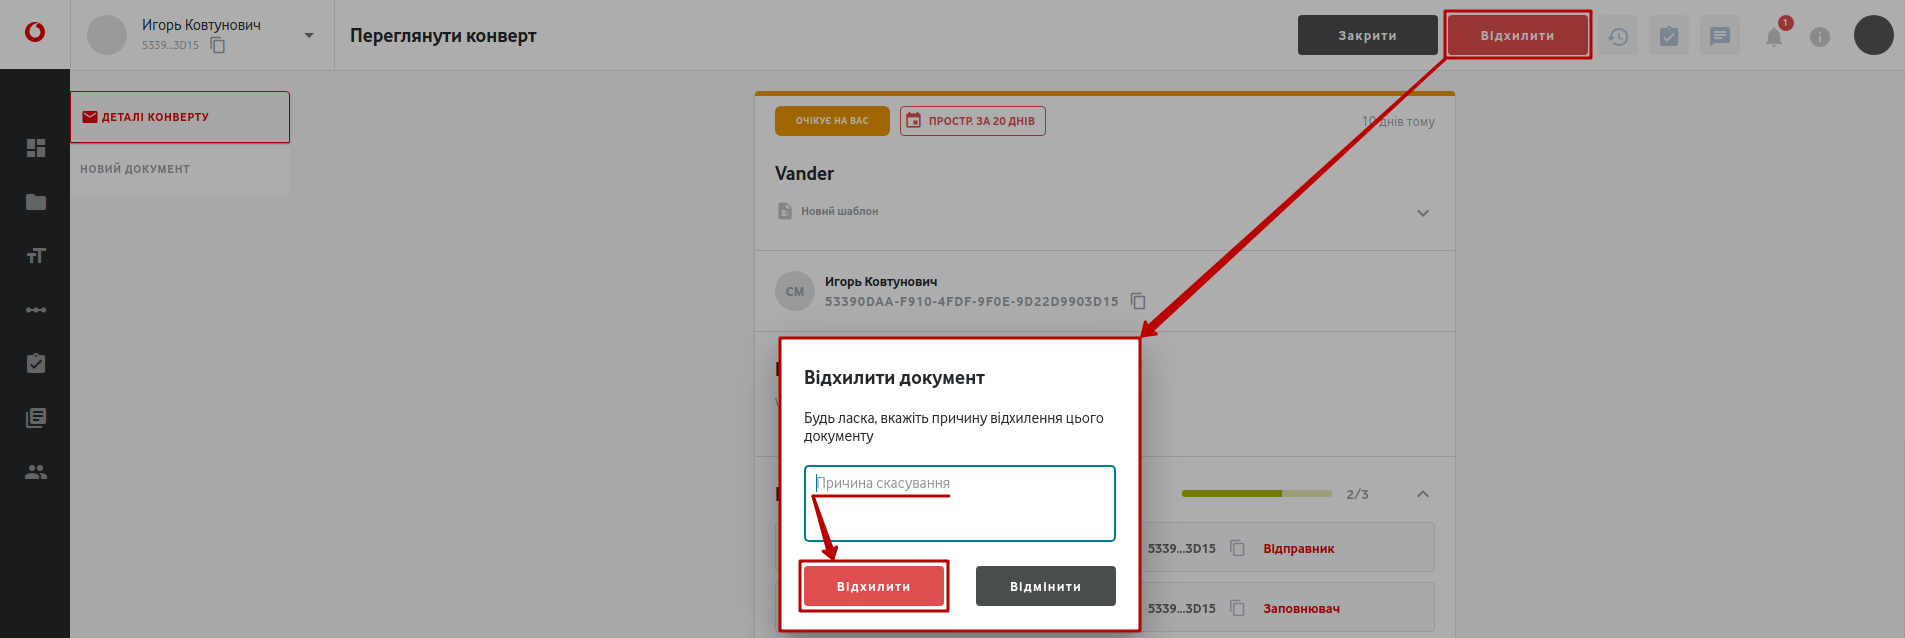 Игорь Ковтунович
5339...3D15
Переглянути конверт
Закрити
Відхилити
1
ДЕТАЛІ КОНВЕРТУ
НОВИЙ ДОКУМЕНТ
ОЧІКУЄ НА ВАС
ПРОСТР. ЗА 20 ДНІВ
10 днів тому
Vander
Новий шаблон
СМ
Игорь Ковтунович
53390DAA-F910-4FDF-9F0E-9D22D9903D15
Відхилити документ
Будь ласка, вкажіть причину відхилення цього
документу
Причина скасування
Відхилити
Відмінити
2/3
5339...3D15
Відправник
5339...3D15
Заповнювач